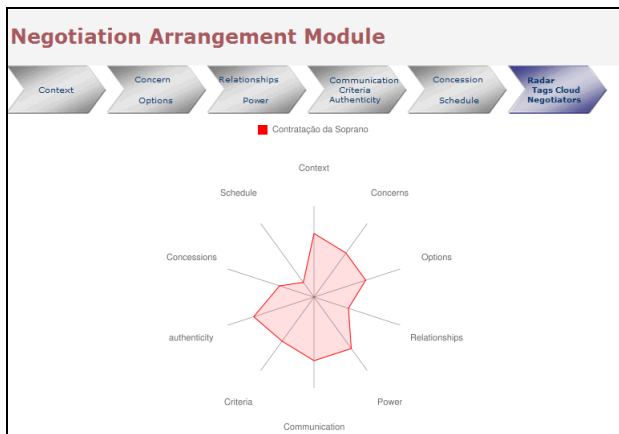 Negotiation Arrangement Module
Context
Concern
Options
Relationships
Power
Communication
Criteria
Authenticity
Concession
Schedule
Radar
Tags Cloud
Negotiators
Contratação da Soprano
Context
Schedule
Concerns
Concessions
Options
authenticity
Relationships
Criteria
Power
Communication